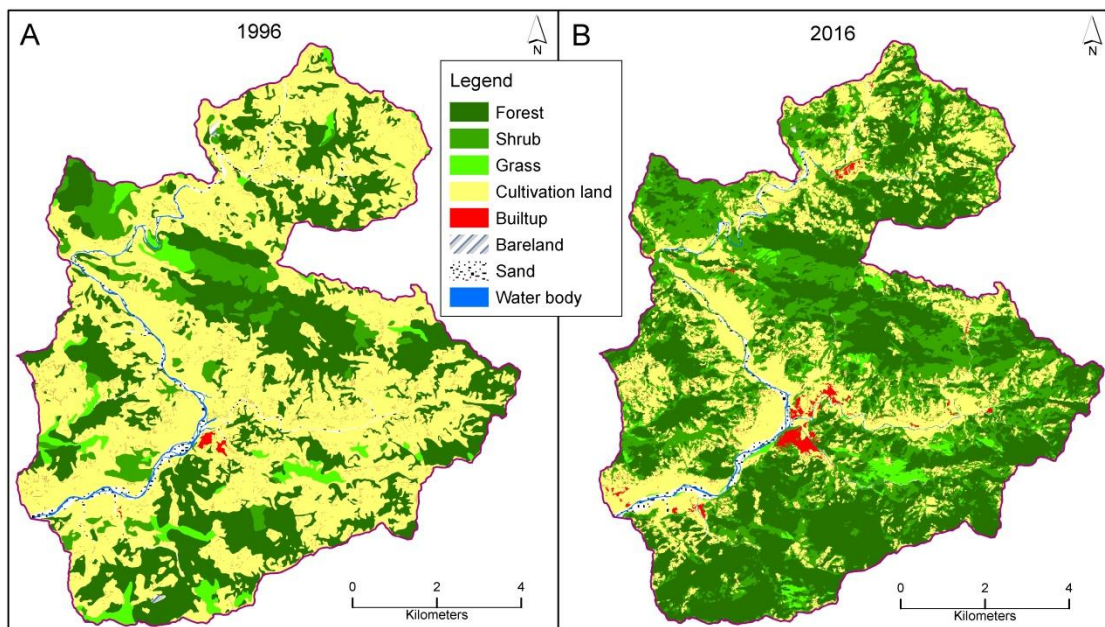 A
1996
N
Legend
Forest
Shrub
Grass
Cultivation land
Builtup
Bareland
Sand
Water body
0 2 4
Kilometers
B
2016
N
0 2 4
Kilometers